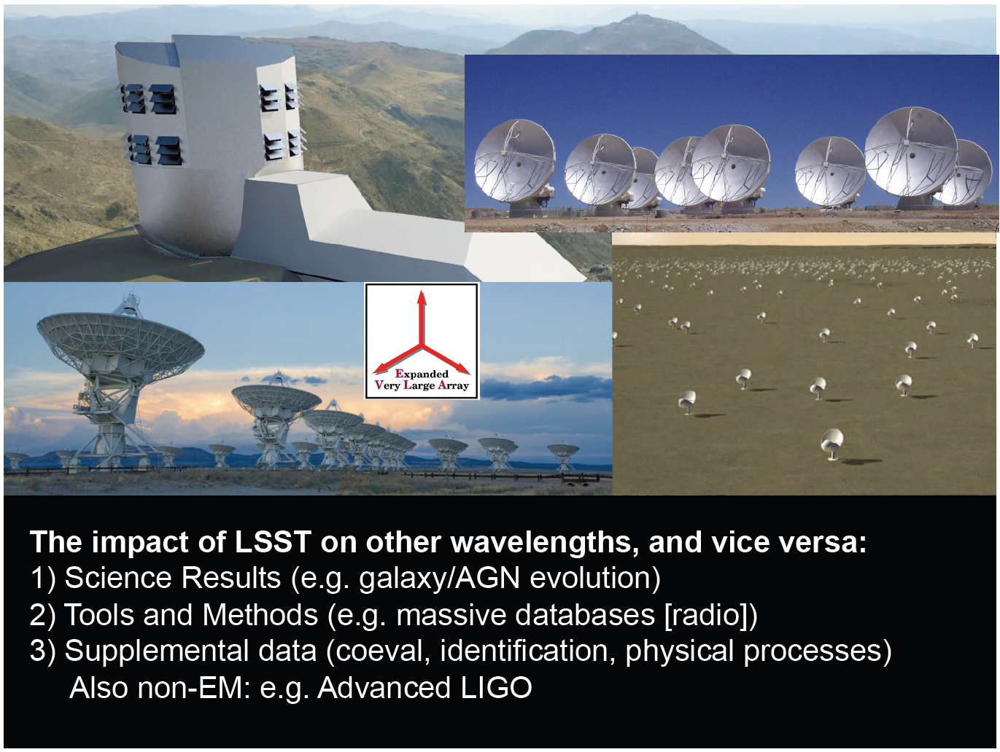 Expanded
Very Large Array
The impact of LSST on other wavelengths, and vice versa:
1) Science Results (e.g. galaxy/AGN evolution)
2) Tools and Methods (e.g. massive databases [radio])
3) Supplemental data (coeval, identification, physical processes)
Also non-EM: e.g. Advanced LIGO